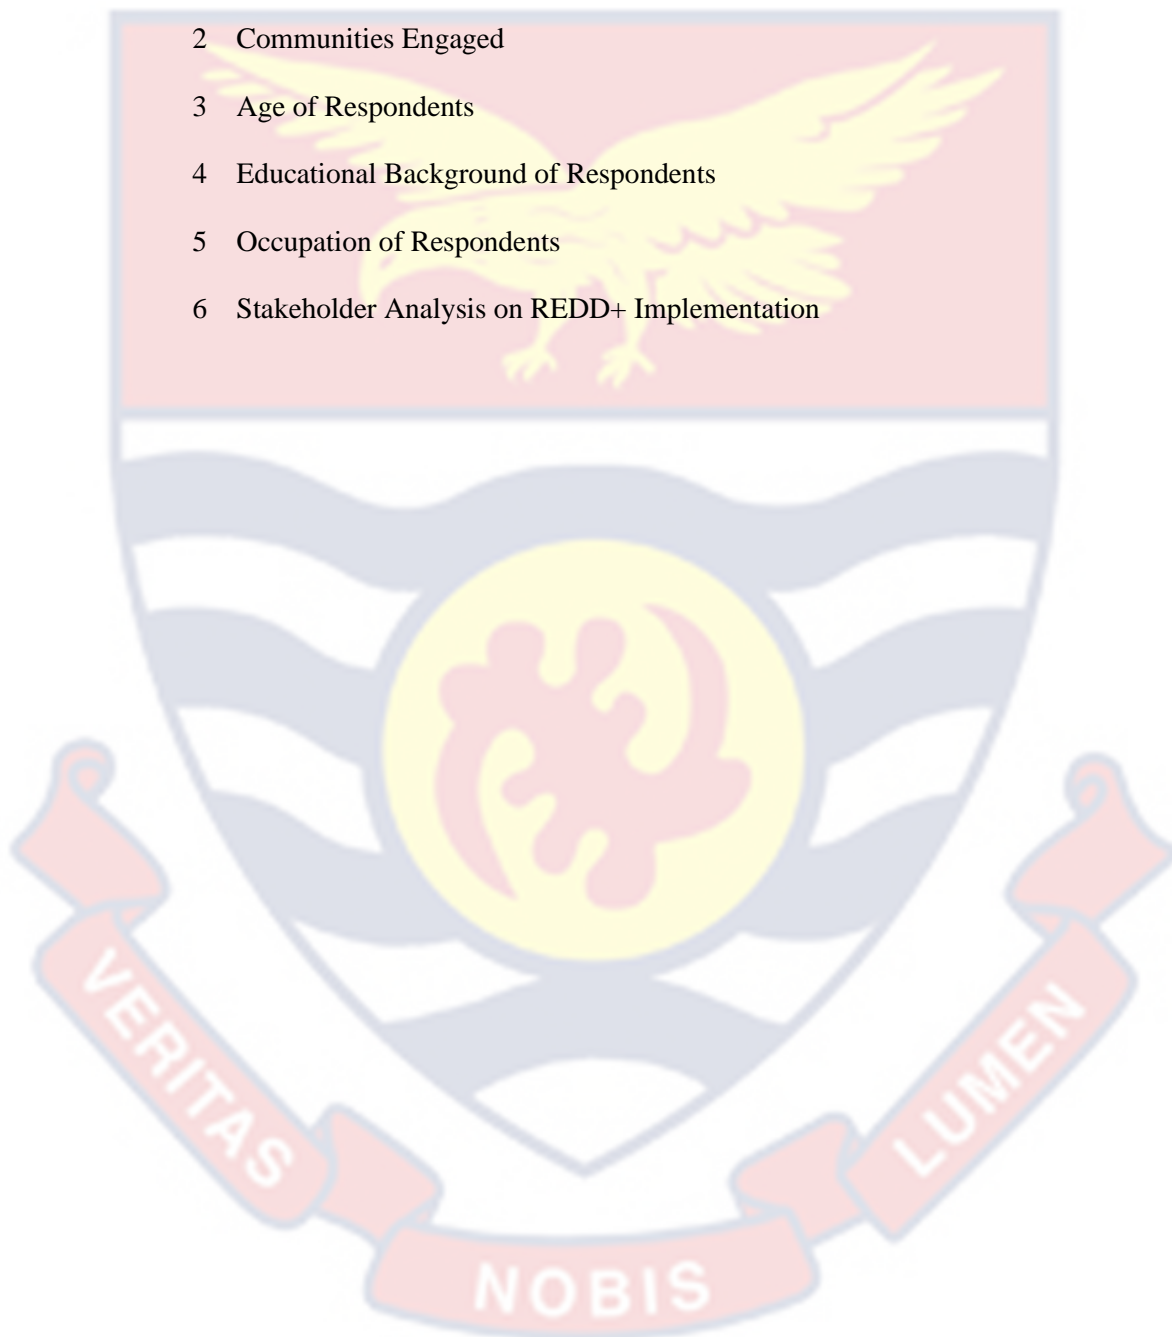 2 Communities Engaged
3 Age of Respondents
4 Educational Background of Respondents
5 Occupation of Respondents
6 Stakeholder Analysis on REDD+ Implementation
VERITAS
NOBIS
LUMEN